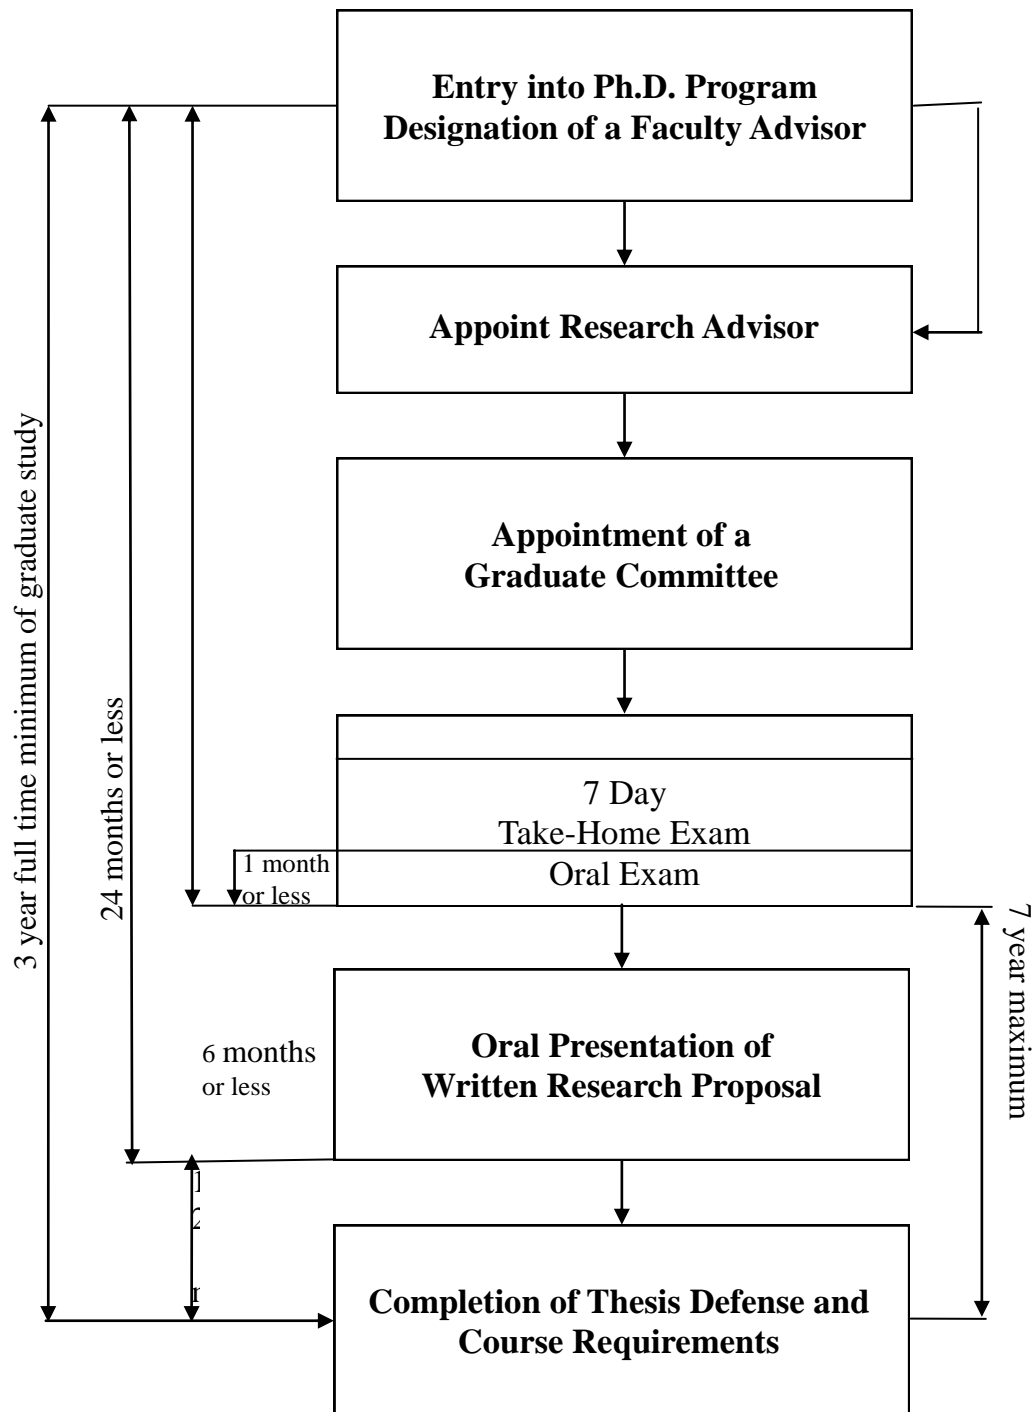 Entry into Ph.D. Program
Designation of a Faculty Advisor
Appoint Research Advisor
Appointment of a
Graduate Committee
7 Day
Take-Home Exam
Oral Exam
1 month
or less
3 year full time minimum of graduate study
24 months or less
7 year maximum
6 months
or less
Oral Presentation of
Written Research Proposal
1
2
Completion of Thesis Defense and
Course Requirements